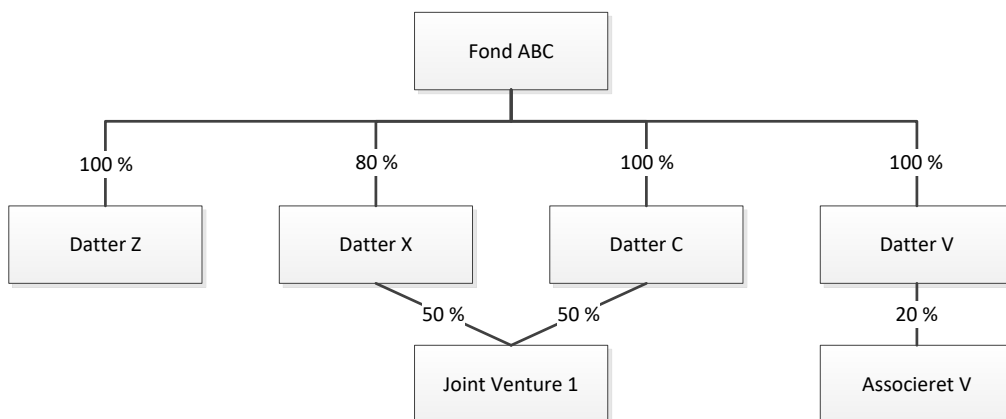 Fond ABC
100 %
80 %
100 %
100 %
Datter Z
Datter X
Datter C
Datter V
50 %
50 %
20 %
Joint Venture 1
Associeret V